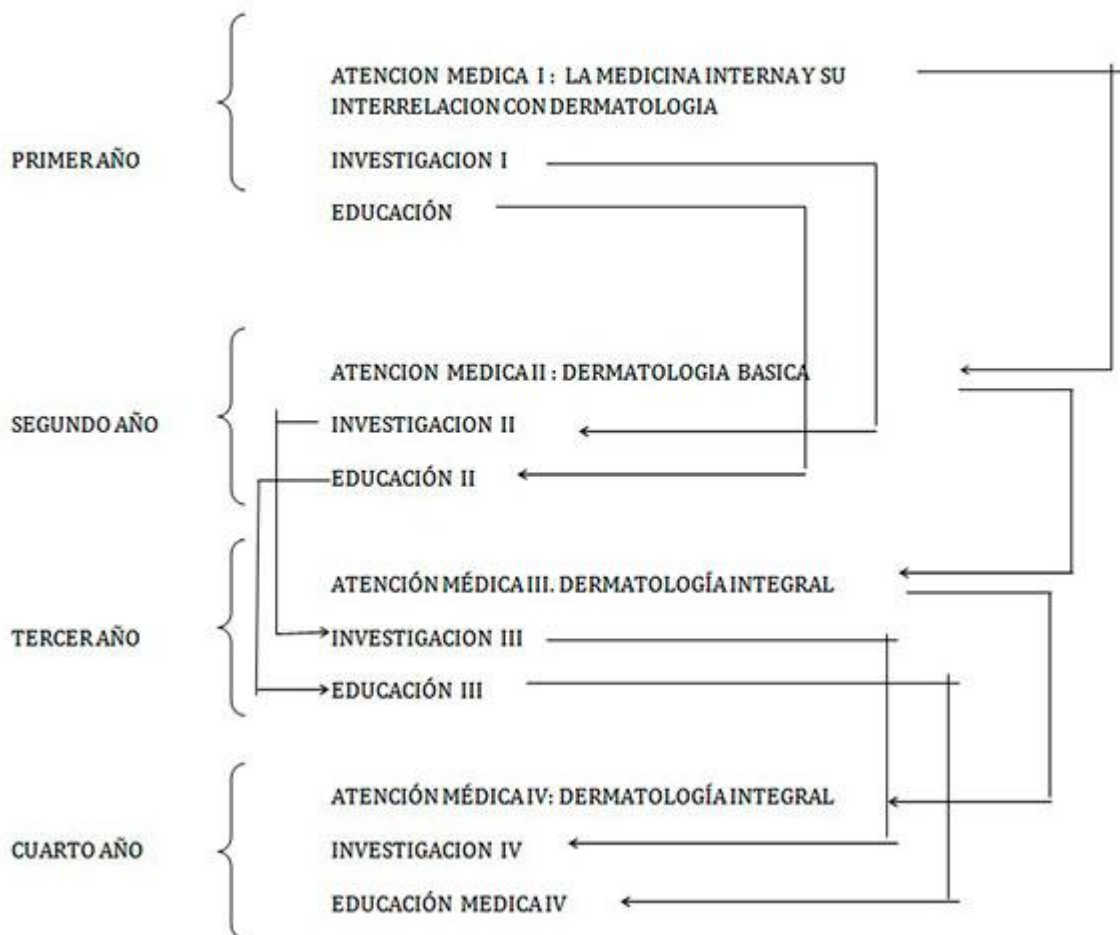 ATENCION MEDICA I : LA MEDICINA INTERNA Y SU
INTERRELACION CON DERMATOLOGIA
PRIMER AÑO
INVESTIGACION I
EDUCACIÓN
ATENCION MEDICA II : DERMATOLOGIA BASICA
SEGUNDO AÑO
INVESTIGACION II
EDUCACIÓN II
ATENCIÓN MÉDICA III. DERMATOLOGÍA INTEGRAL
TERCER AÑO
INVESTIGACION III
EDUCACIÓN III
ATENCIÓN MÉDICA IV: DERMATOLOGÍA INTEGRAL
CUARTO AÑO
INVESTIGACION IV
EDUCACIÓN MEDICA IV